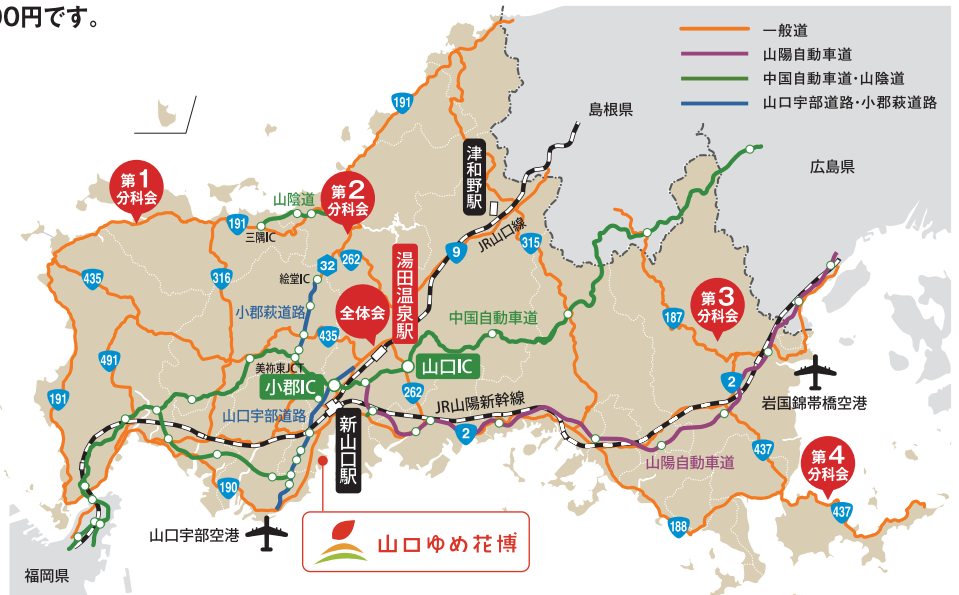 00円です。
一般道
山陽自動車道
中国自動車道・山陰道
山口宇部道路・小郡萩道路
191
島根県
広島県
津和野駅
第1
分科会
第2
分科会
山陰道
191
三隅IC
JR山口線
9
315
32
262
絵堂IC
湯田温泉駅
435
316
小郡萩道路
全体会
435
中国自動車道
187
第3
分科会
491
美祢東JCT
小郡IC
山口IC
262
191
山口宇部道路
新山口駅
JR山陽新幹線
2
2
岩国錦帯橋空港
山陽自動車道
437
第4
分科会
190
188
437
山口宇部空港
山口ゆめ花博
福岡県